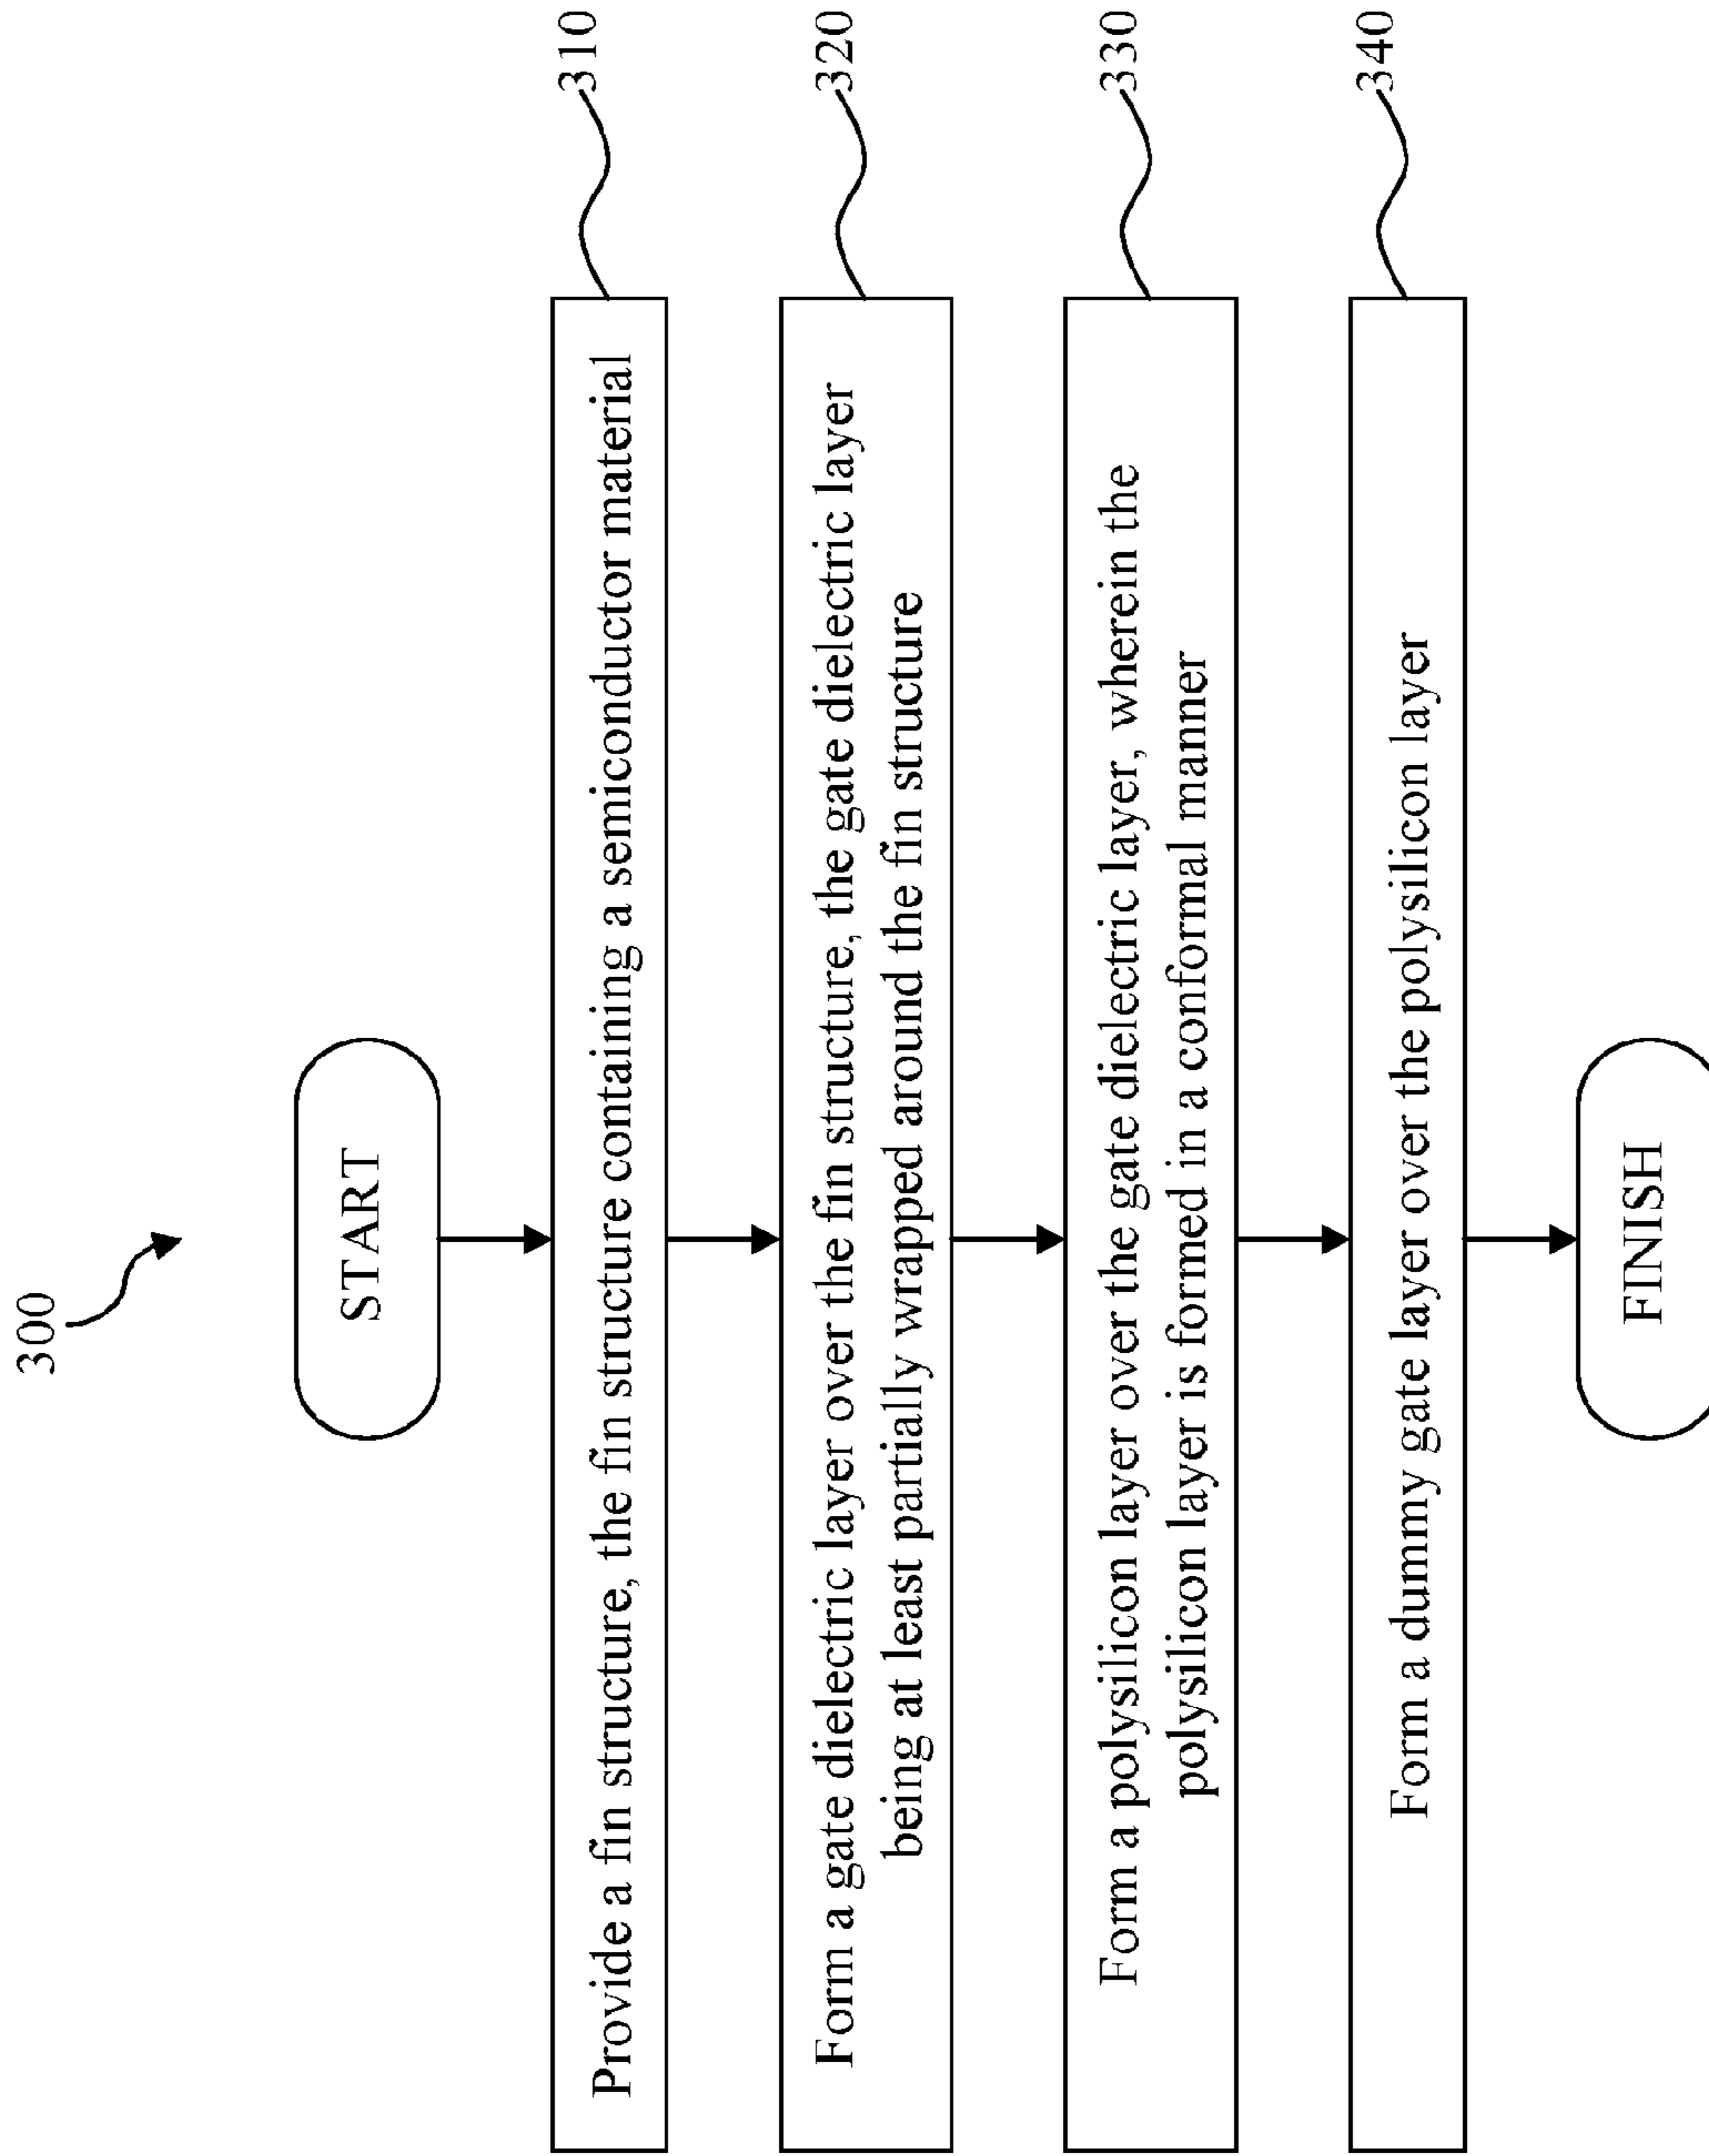 300
START
Provide a fin structure, the fin structure containing a semiconductor material
310
Form a gate dielectric layer over the fin structure, the gate dielectric layer
being at least partially wrapped around the fin structure
320
Form a polysilicon layer over the gate dielectric layer, wherein the
polysilicon layer is formed in a conformal manner
330
Form a dummy gate layer over the polysilicon layer
340
FINISH